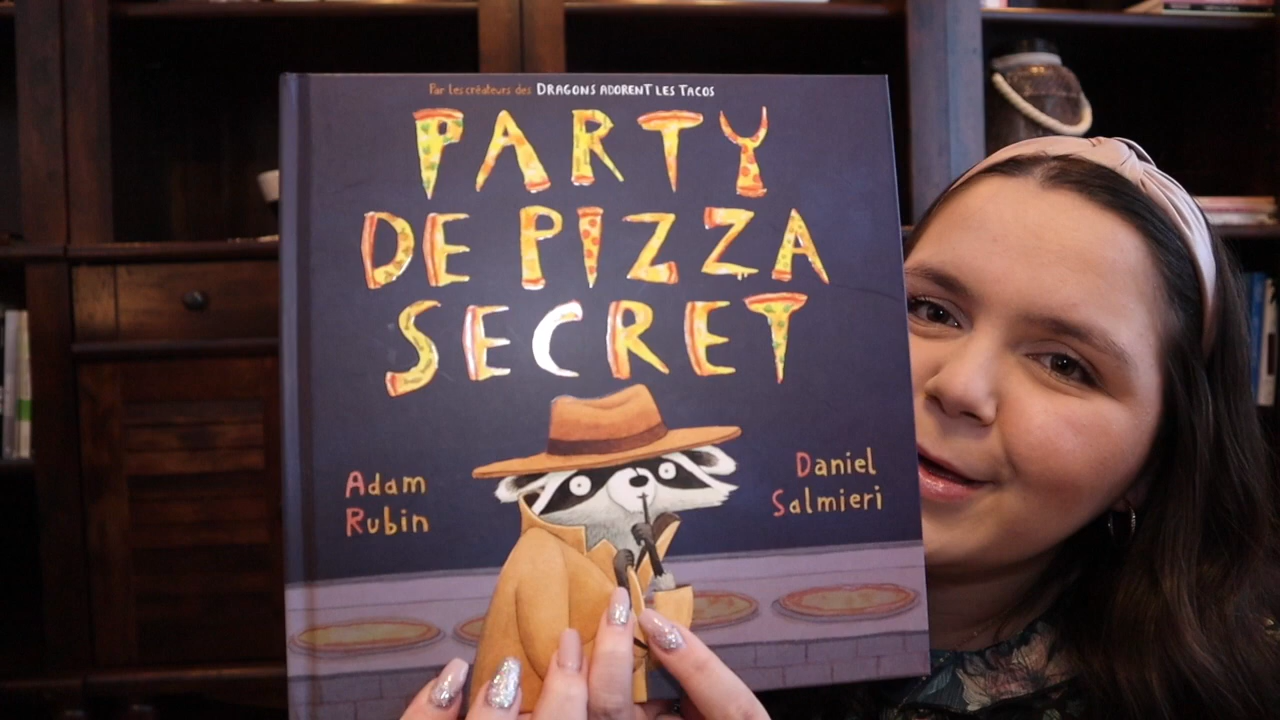 Par les créateurs des DRAGONS ADORENT LES TACOS
PARTY
DE PIZZA
SECRET
Adam
Rubin
Daniel
Salmieri